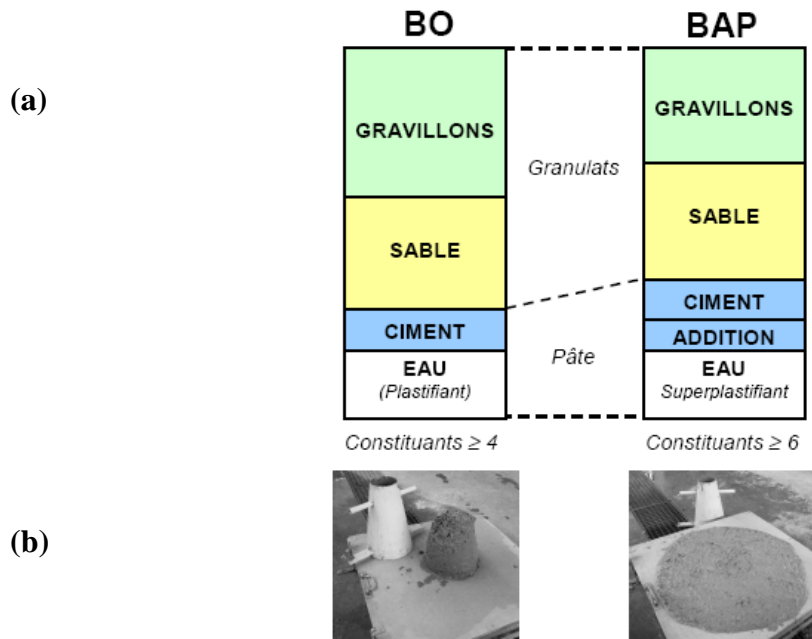 BO
BAP
(a)
GRAVILLONS
SABLE
CIMENT
EAU
(Plastifiant)
Granulats
Pâte
GRAVILLONS
SABLE
CIMENT
ADDITION
EAU
Superplastifiant
Constituants ≥ 4
Constituants ≥ 6
(b)